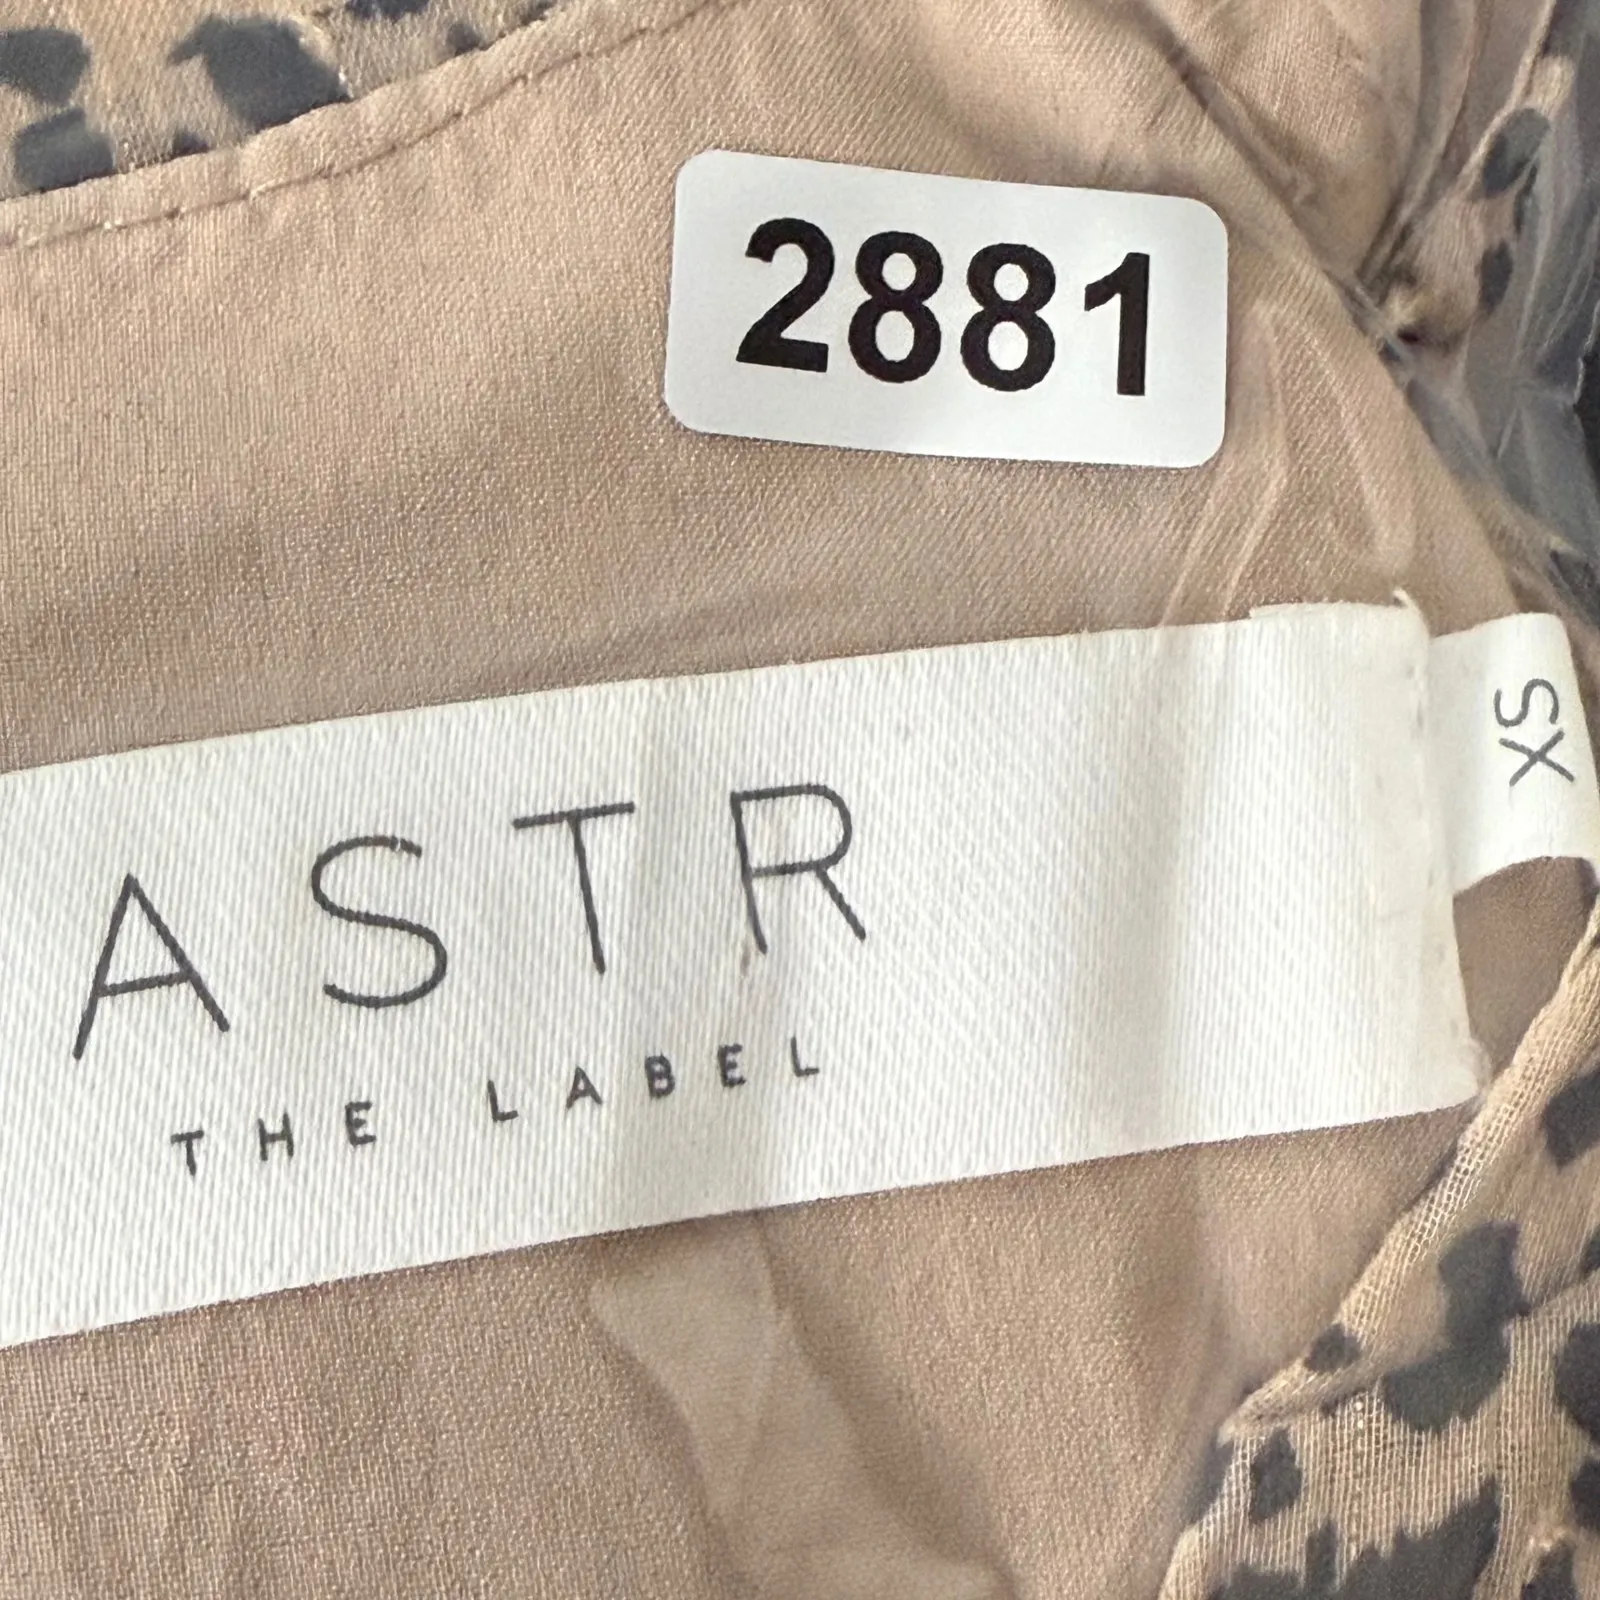 2881
ASTR
THE LABEL
XS